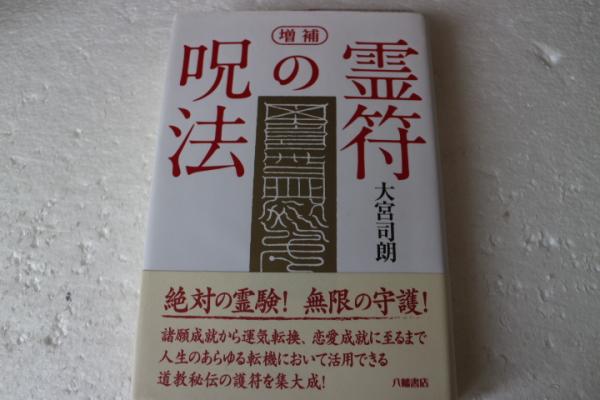 増補
霊符
の
呪法
大宮司朗
絶対の霊験！ 無限の守護！
諸願成就から運気転換、恋愛成就に至るまで
人生のあらゆる転機において活用できる
道教秘伝の護符を集大成！
八幡書店